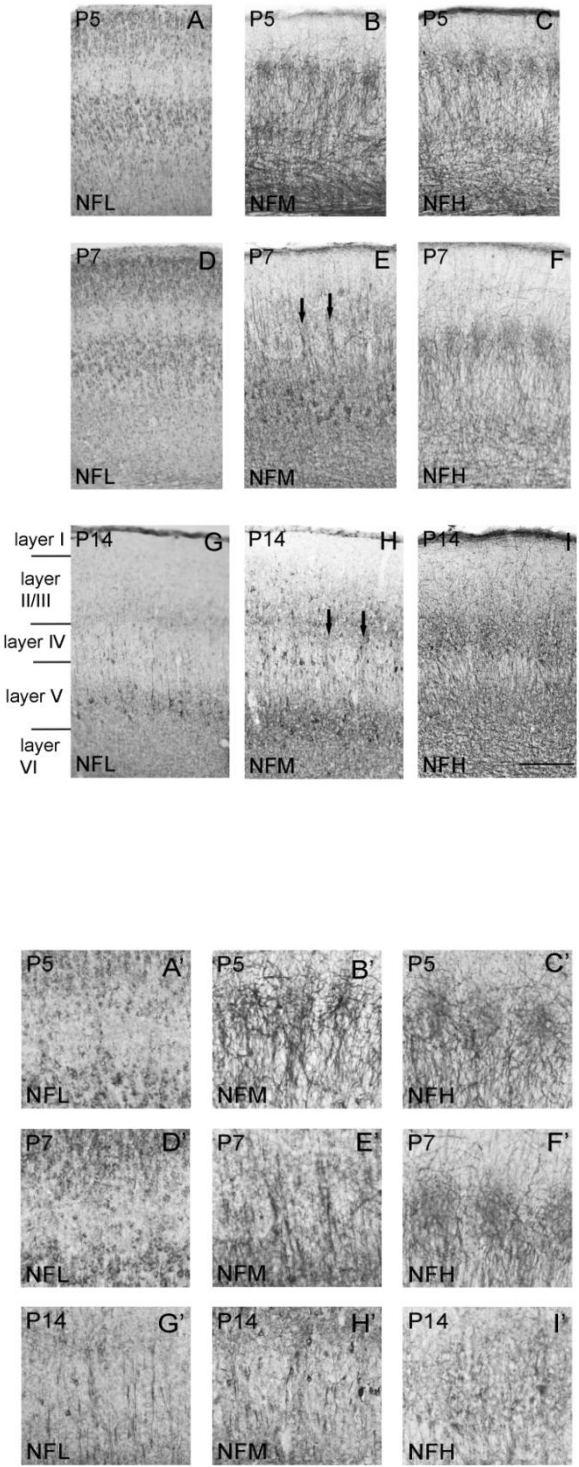 P5 A P5 B P5 C
NFL NFM NFH
P7 D P7 E P7 F
NFL NFM NFH
layer I
layer
II/III
layer IV
layer V
layer
VI
P14 G P14 H P14 I
NFL NFM NFH
P5 A' P5 B' P5 C'
NFL NFM NFH
P7 D' P7 E' P7 F'
NFL NFM NFH
P14 G' P14 H' P14 I'
NFL NFM NFH